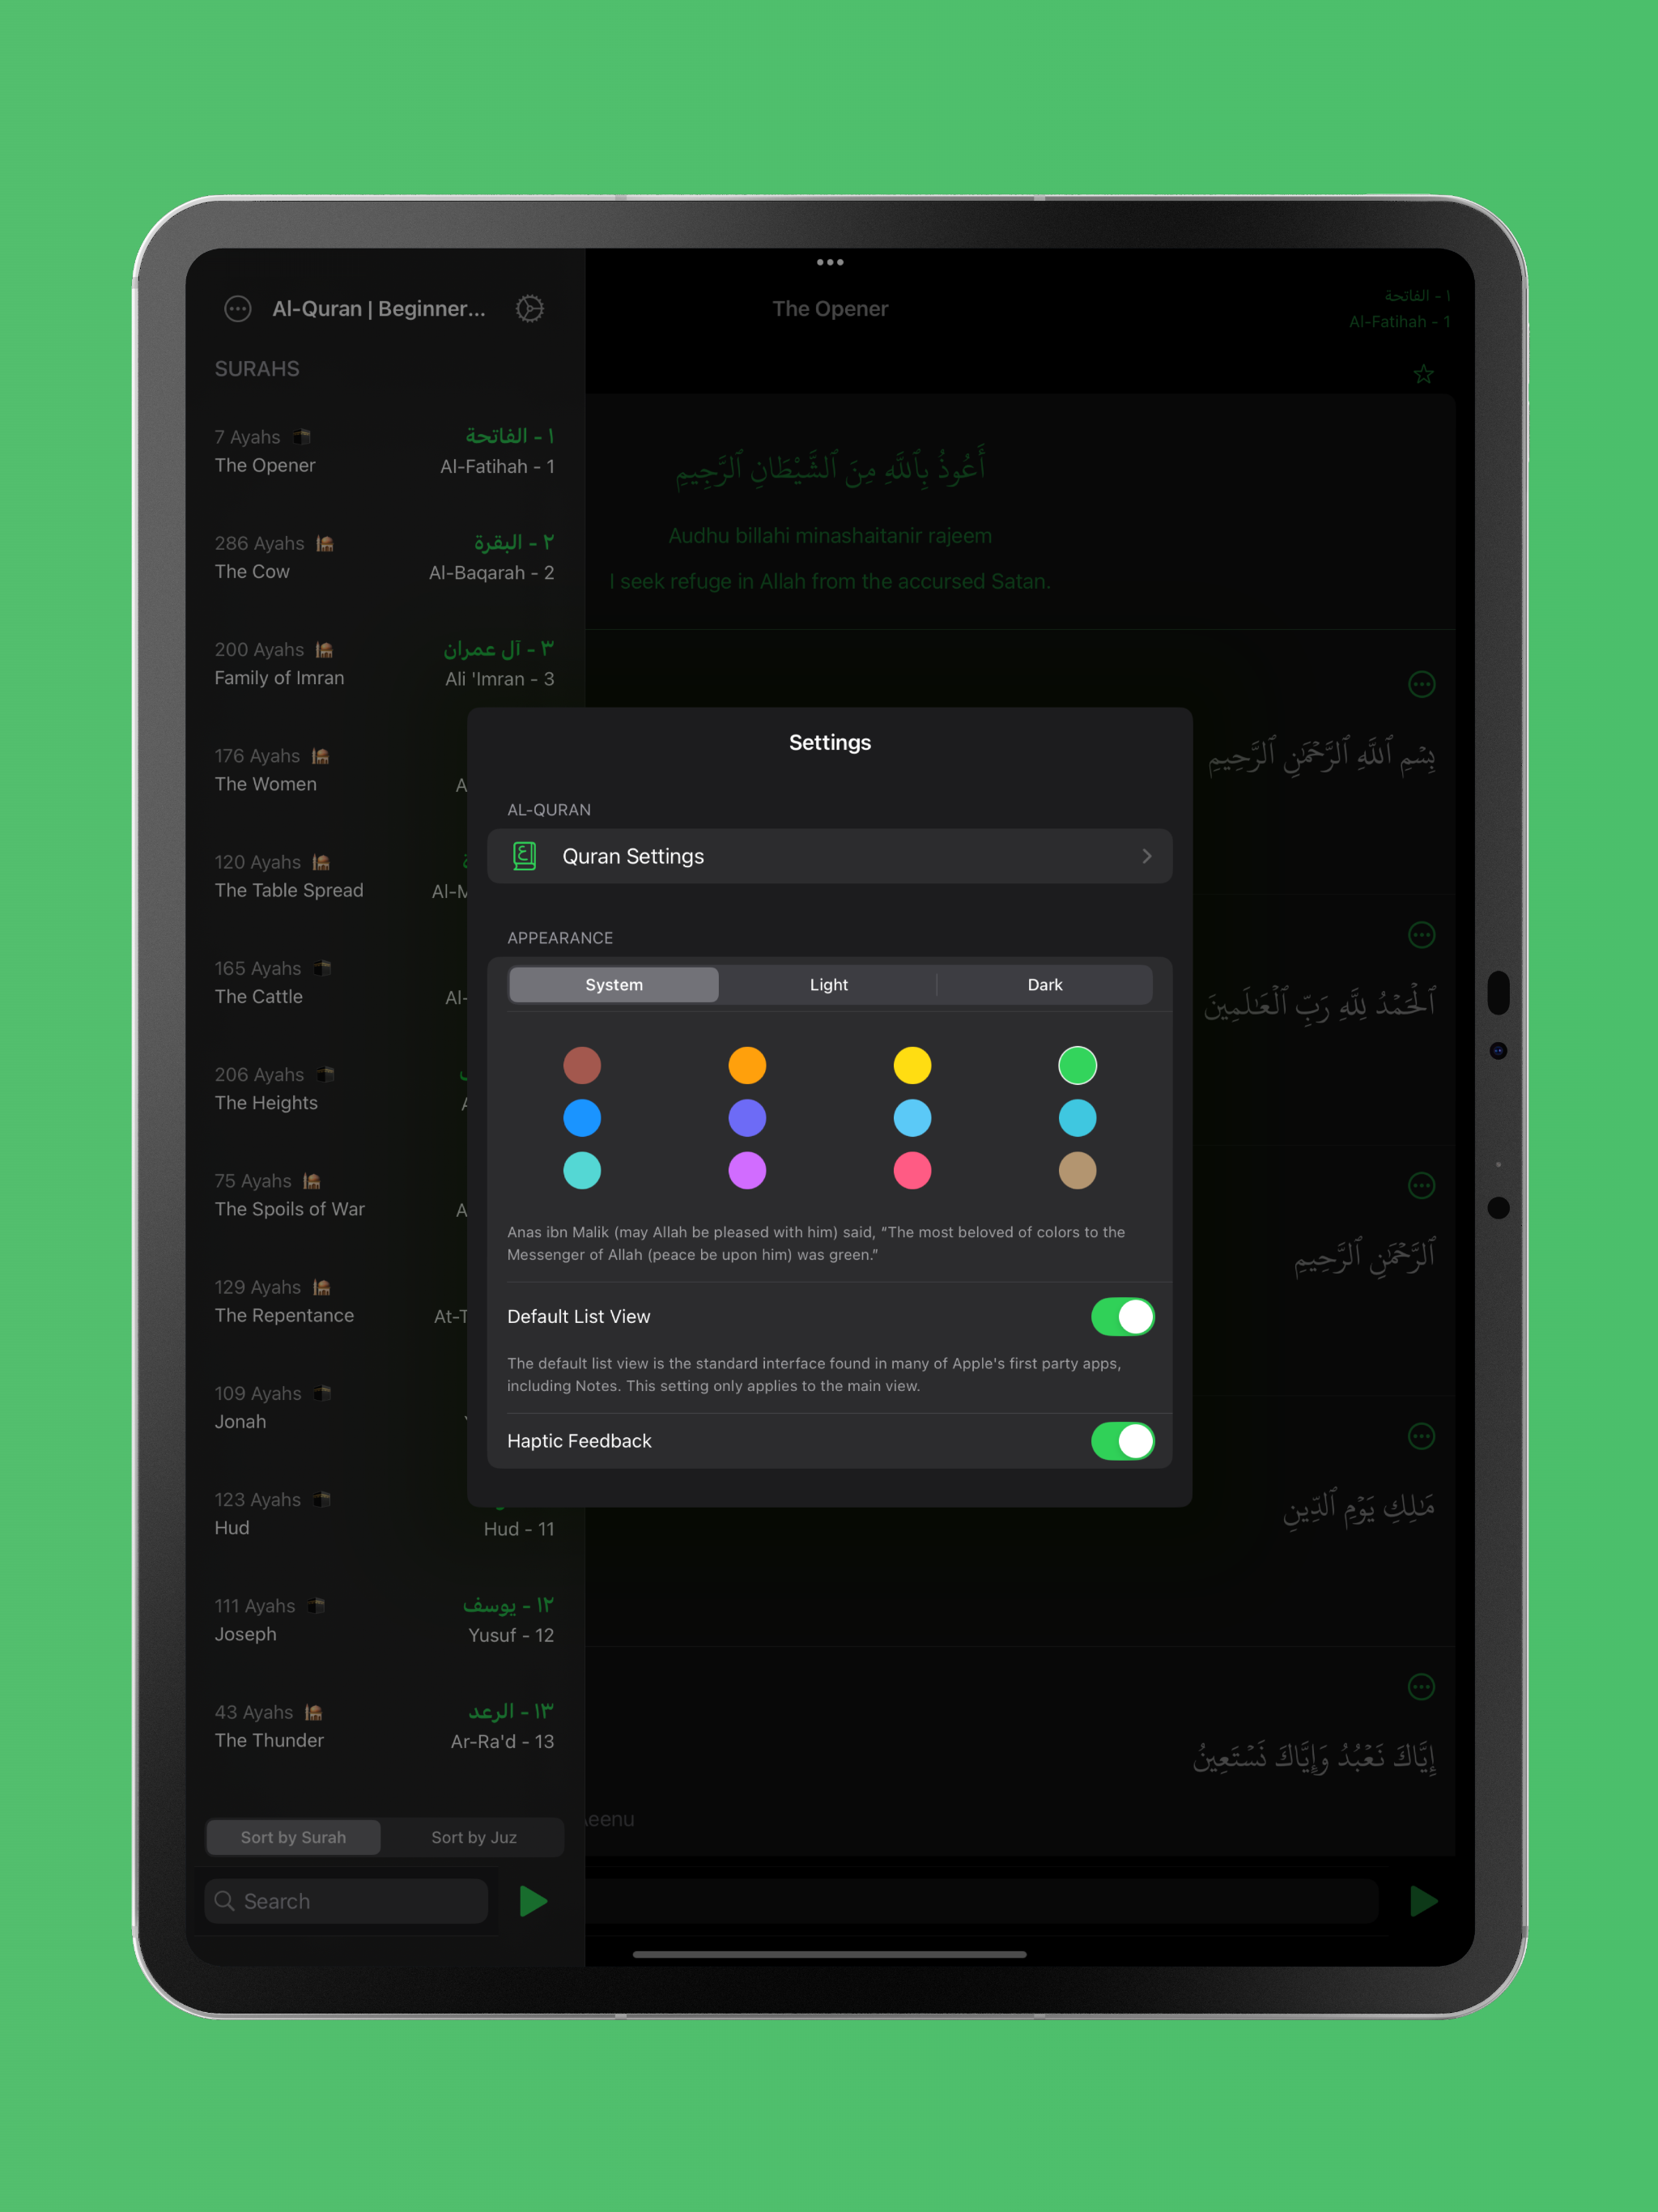 Al-Quran | Beginner...
SURAHS
7 Ayahs
١ - الفاتحة
The Opener
Al-Fatihah - 1
286 Ayahs
٢ - البقرة
The Cow
Al-Baqarah - 2
200 Ayahs
٣ - آل عمران
Family of Imran
Ali 'Imran - 3
176 Ayahs
The Women
A
120 Ayahs
The Table Spread
Al-M
165 Ayahs
The Cattle
Al-
206 Ayahs
The Heights
A
75 Ayahs
The Spoils of War
A
129 Ayahs
The Repentance
At-T
109 Ayahs
Jonah
123 Ayahs
Hud
Hud - 11
111 Ayahs
١٢ - يوسف
Joseph
Yusuf - 12
43 Ayahs
١٣ - الرعد
The Thunder
Ar-Ra'd - 13
Sort by Surah
Sort by Juz
Search
The Opener
١ - الفاتحة
Al-Fatihah - 1
أَعُوذُ بِٱللَّهِ مِنَ ٱلشَّيْطَانِ ٱلرَّجِيمِ
Audhu billahi minashaitanir rajeem
I seek refuge in Allah from the accursed Satan.
بِسْمِ ٱللَّهِ ٱلرَّحْمَٰنِ ٱلرَّحِيمِ
ٱلْحَمْدُ لِلَّهِ رَبِّ ٱلْعَٰلَمِينَ
ٱلرَّحْمَٰنِ ٱلرَّحِيمِ
مَٰلِكِ يَوْمِ ٱلدِّينِ
إِيَّاكَ نَعْبُدُ وَإِيَّاكَ نَسْتَعِينُ
eenu
Settings
AL-QURAN
Quran Settings
APPEARANCE
System
Light
Dark
Anas ibn Malik (may Allah be pleased with him) said, "The most beloved of colors to the
Messenger of Allah (peace be upon him) was green."
Default List View
The default list view is the standard interface found in many of Apple's first party apps,
including Notes. This setting only applies to the main view.
Haptic Feedback